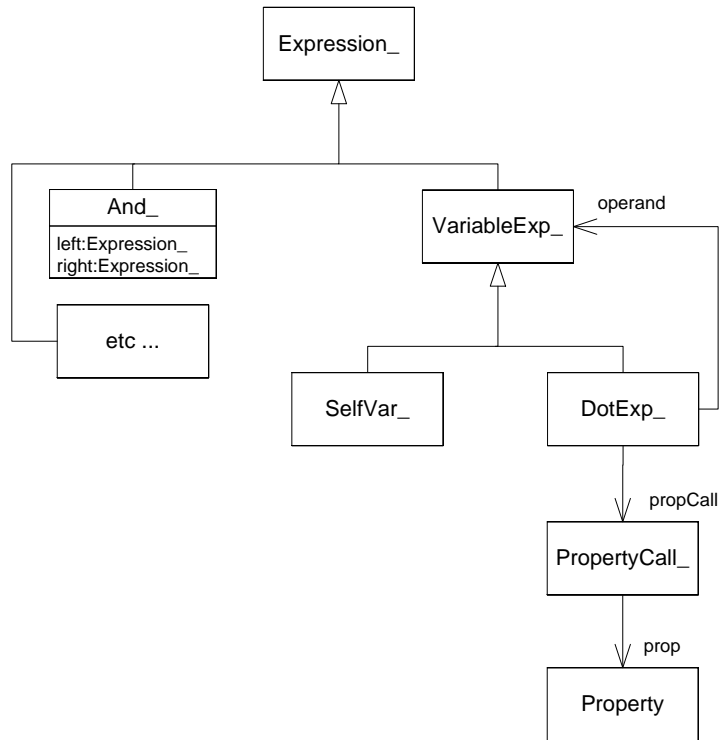 Expression_
And_
left:Expression_
right:Expression_
VariableExp_
operand
etc ...
SelfVar_
DotExp_
propCall
PropertyCall_
prop
Property